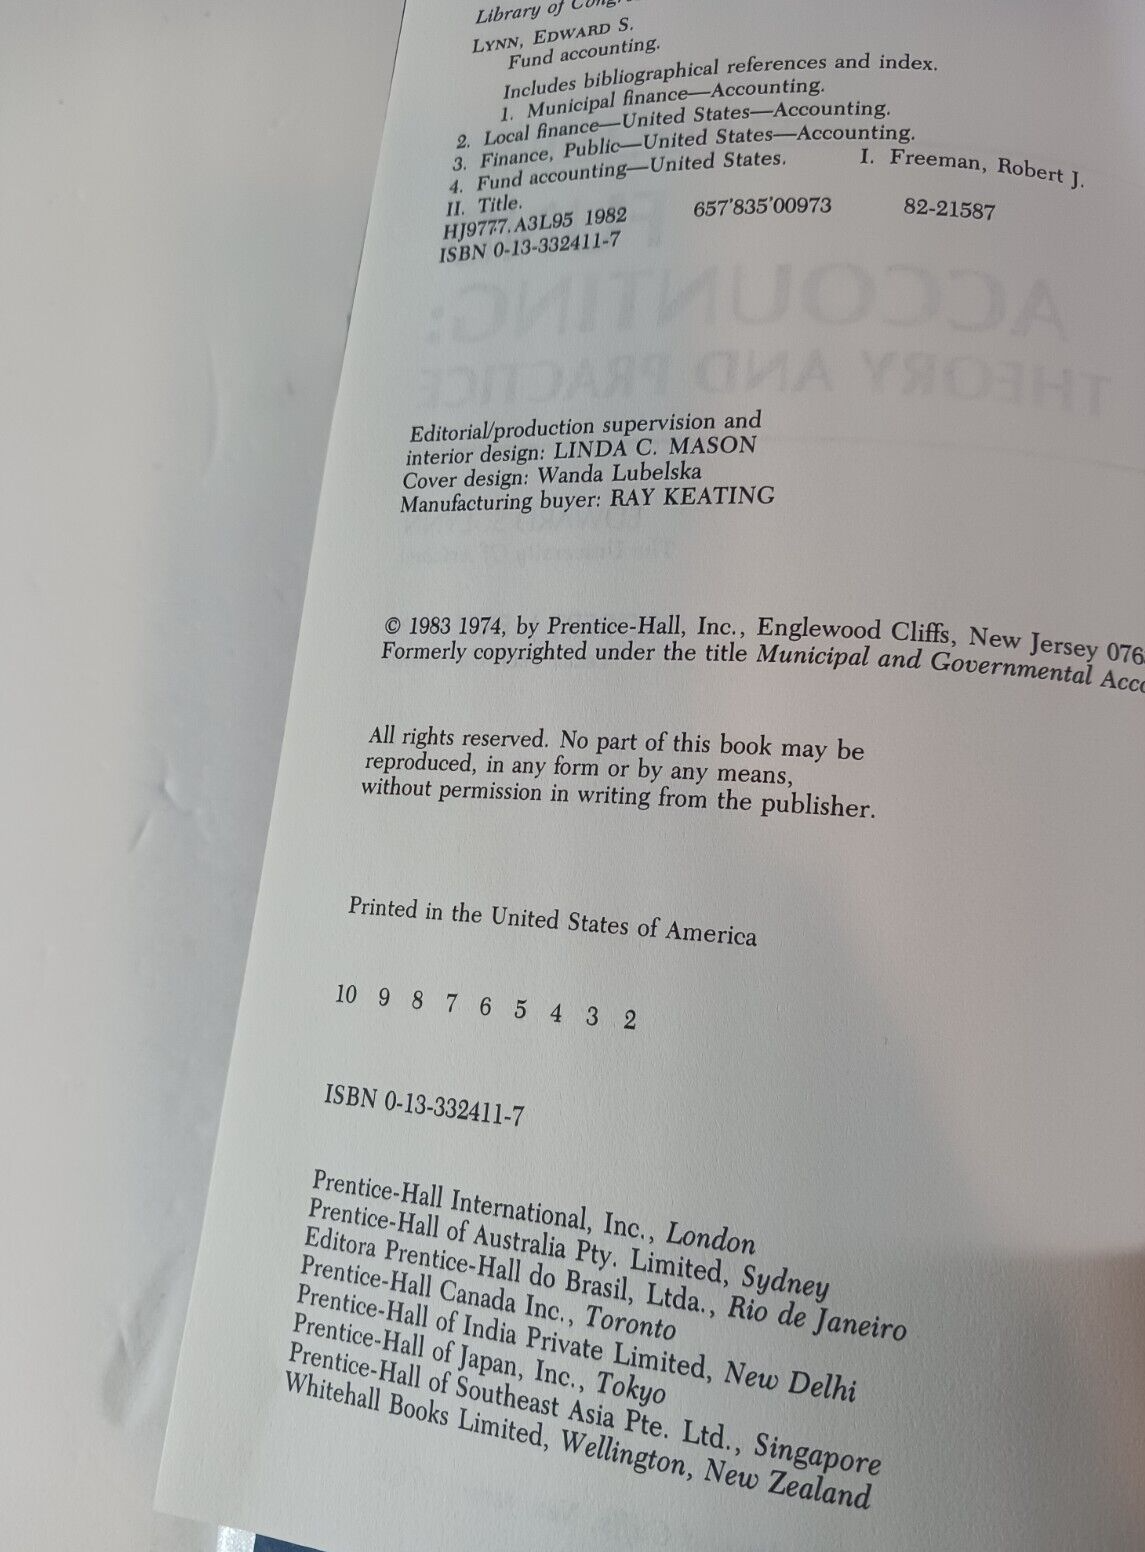 Library of
LYNN, EDWARD S.
Fund accounting.
Includes bibliographical references and index.
1. Municipal finance—Accounting.
2. Local finance—United States—Accounting.
3. Finance, Public—United States—Accounting.
4. Fund accounting—United States. I. Freeman, Robert J.
II. Title.
HJ9777.A3L95 1982 657'835'00973 82-21587
ISBN 0-13-332411-7
ACCOUNTING:
THEORY AND PRACTICE
Editorial/production supervision and
interior design: LINDA C. MASON
Cover design: Wanda Lubelska
Manufacturing buyer: RAY KEATING
© 1983 1974, by Prentice-Hall, Inc., Englewood Cliffs, New Jersey 076
Formerly copyrighted under the title Municipal and Governmental Acco
All rights reserved. No part of this book may be
reproduced, in any form or by any means,
without permission in writing from the publisher.
Printed in the United States of America
10 9 8 7 6 5 4 3 2
ISBN 0-13-332411-7
Prentice-Hall International, Inc., London
Prentice-Hall of Australia Pty. Limited, Sydney
Editora Prentice-Hall do Brasil, Ltda., Rio de Janeiro
Prentice-Hall Canada Inc., Toronto
Prentice-Hall of India Private Limited, New Delhi
Prentice-Hall of Japan, Inc., Tokyo
Prentice-Hall of Southeast Asia Pte. Ltd., Singapore
Whitehall Books Limited, Wellington, New Zealand